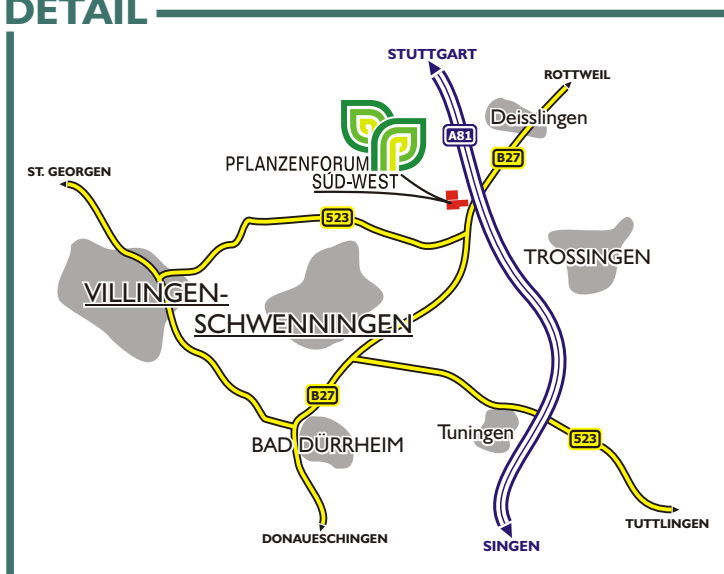 DETAIL
STUTTGART
ROTTWEIL
Deisslingen
A81
B27
PFLANZENFORUM
SÚD-WEST
ST. GEORGEN
523
TROSSINGEN
VILLINGEN-
SCHWENNINGEN
B27
Tuningen
BAD DÜRRHEIM
523
TUTTLINGEN
DONAUESCHINGEN
SINGEN